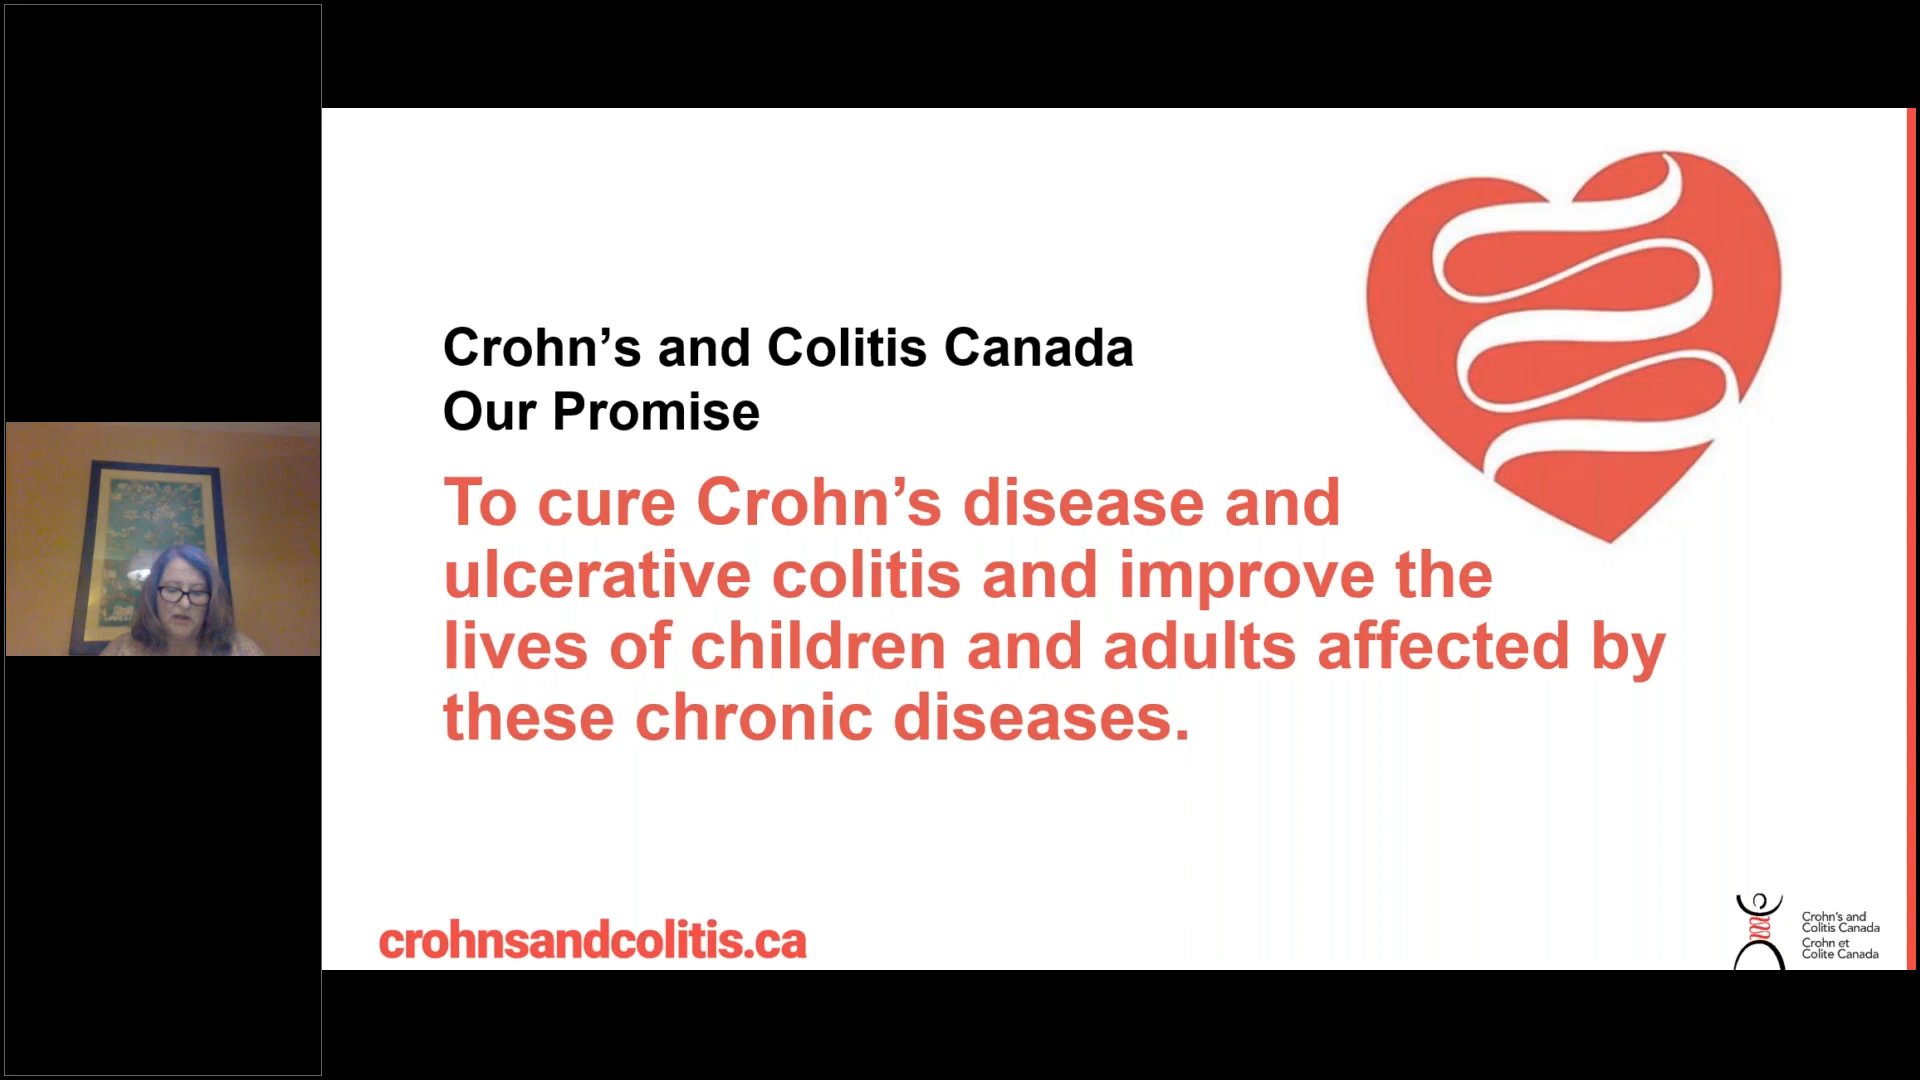 Crohn’s and Colitis Canada
Our Promise
To cure Crohn’s disease and
ulcerative colitis and improve the
lives of children and adults affected by
these chronic diseases.
crohnsandcolitis.ca
Crohn's and
Colitis Canada
Crohn et
Colite Canada